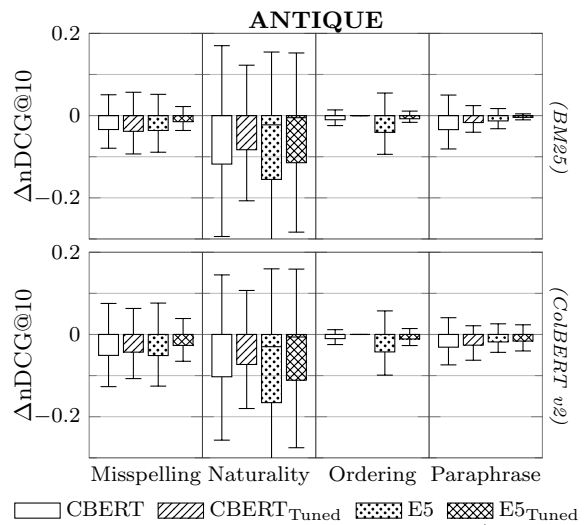 ANTIQUE
0.2
0
−0.2
ΔnDCG@10
(BM25)
0.2
0
−0.2
ΔnDCG@10
(ColBERT v2)
Misspelling Naturality Ordering Paraphrase
CBERT CBERTTuned E5 E5Tuned